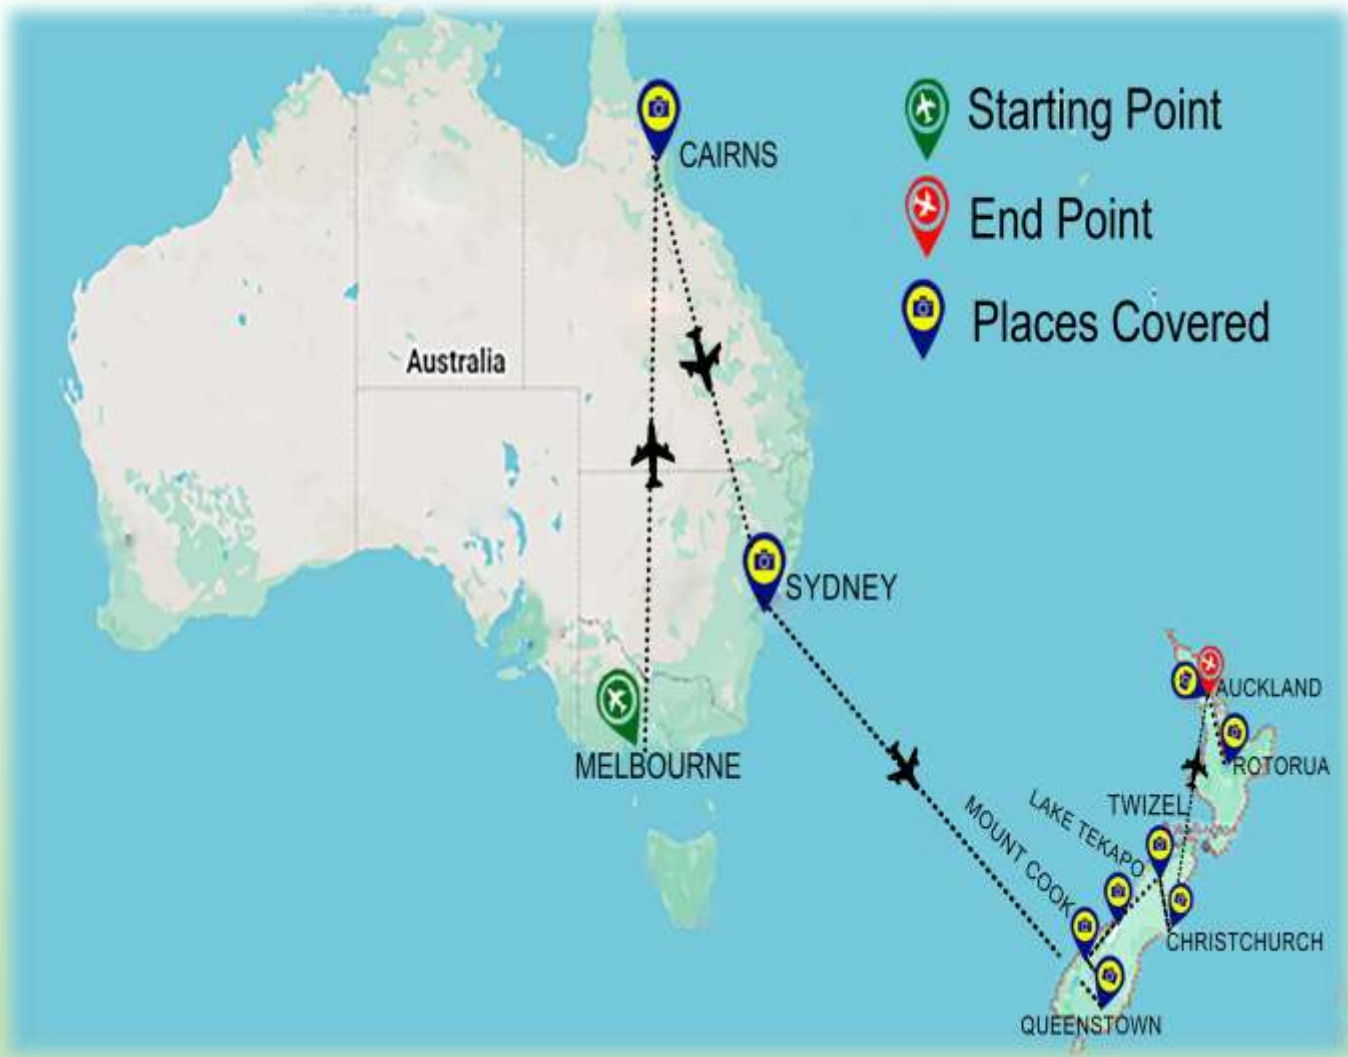 Starting Point
End Point
Places Covered
CAIRNS
Australia
SYDNEY
MELBOURNE
AUCKLAND
ROTORUA
TWIZEL
LAKE TEKAPO
MOUNT COOK
CHRISTCHURCH
QUEENSTOWN